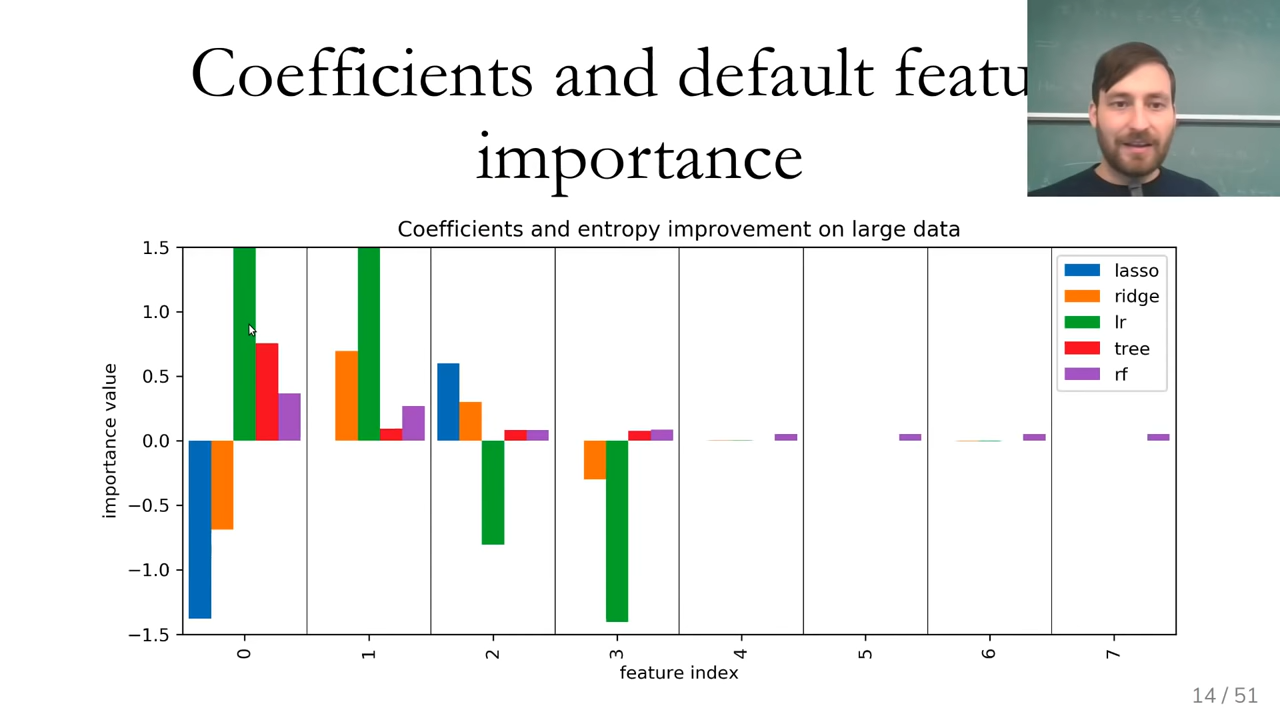 Coefficients and default featu
importance
Coefficients and entropy improvement on large data
1.5
1.0
0.5
0.0
−0.5
−1.0
−1.5
importance value
lasso
ridge
lr
tree
rf
0 1 2 3 4 5 6 7
feature index
14 / 51